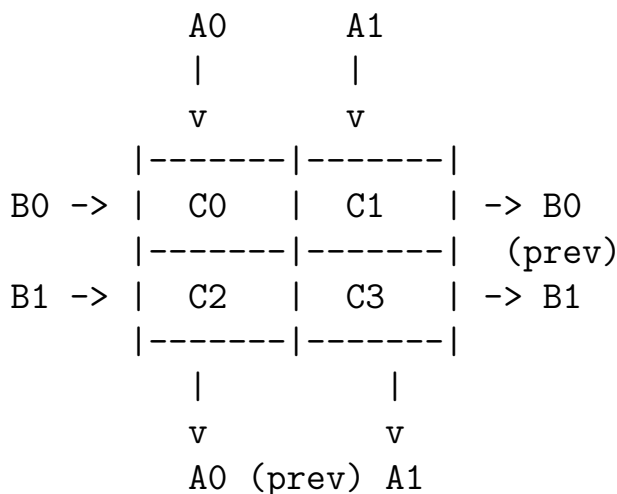 A0 A1
| |
v v
|-------|-------|
B0 -> | C0 | C1 | -> B0
|-------|-------| (prev)
B1 -> | C2 | C3 | -> B1
|-------|-------|
| |
v v
A0 (prev) A1